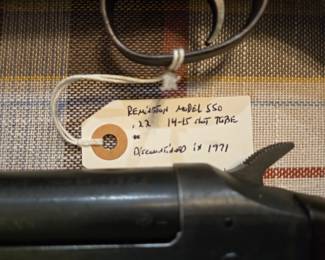 REMINGTON MODEL 550
.22 14-15 SHOT TUBE
*
DISCONTINUED IN 1971